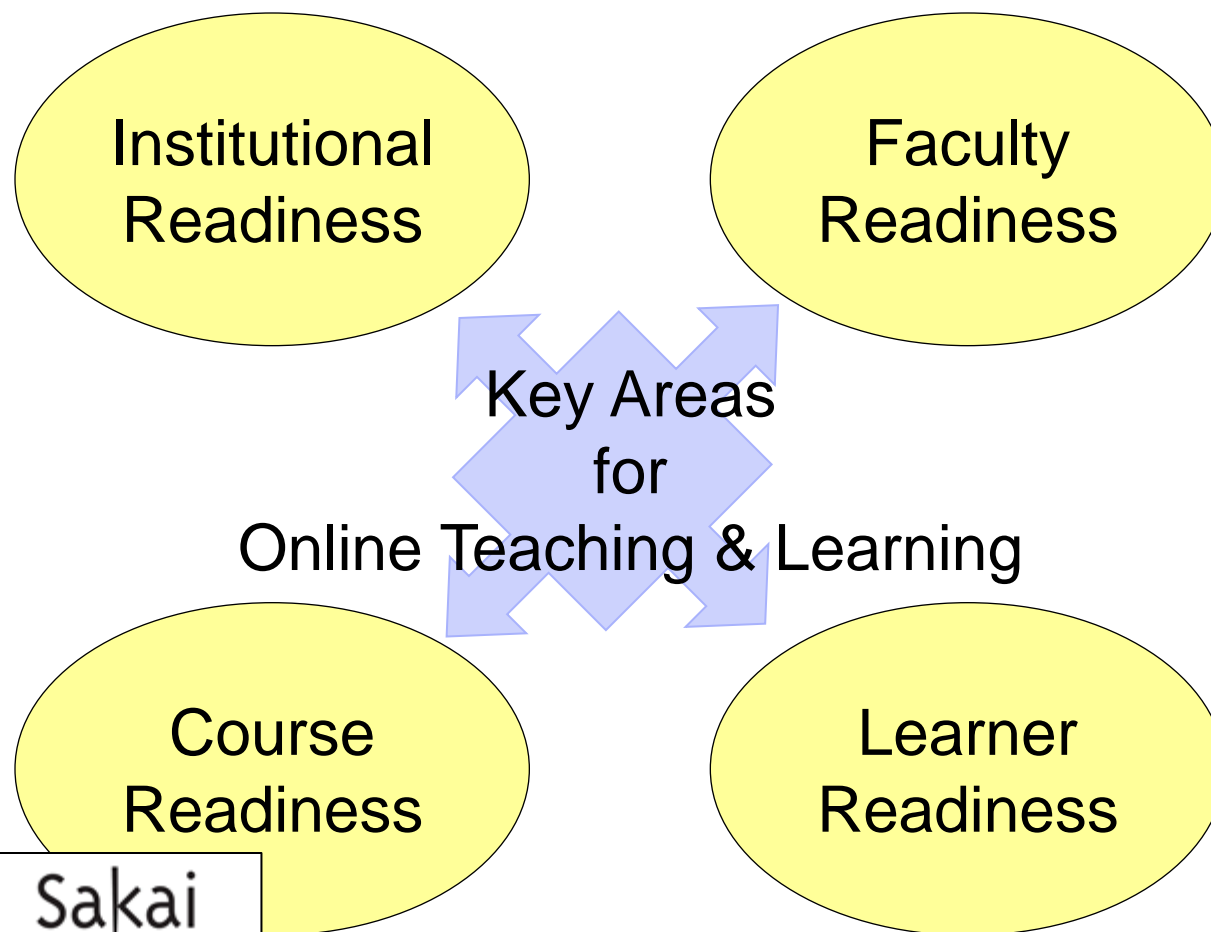 Institutional
Readiness
Faculty
Readiness
Key Areas
for
Online Teaching & Learning
Course
Readiness
Learner
Readiness
Sakai